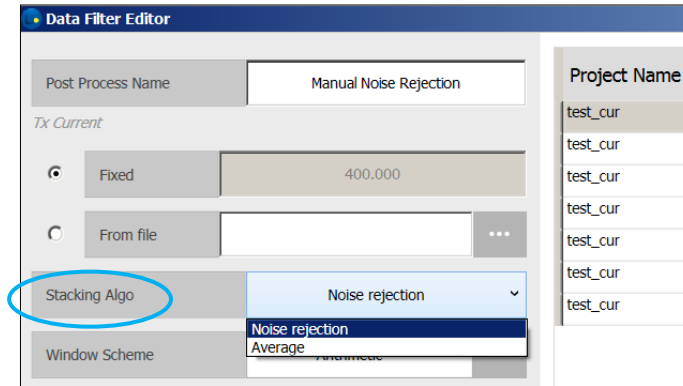 Data Filter Editor
Post Process Name
Manual Noise Rejection
Project Name
Tx Current
test_cur
test_cur
Fixed
400.000
test_cur
test_cur
From file
...
test_cur
test_cur
Stacking Algo
Noise rejection
test_cur
Noise rejection
Average
Window Scheme